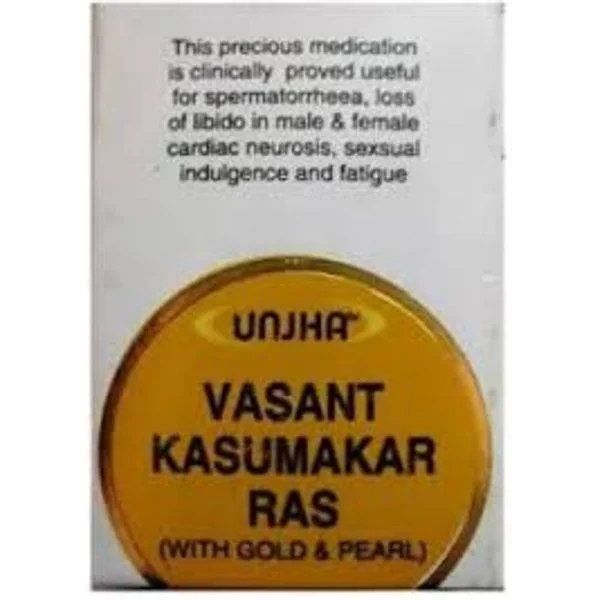 This precious medication
is clinically proved useful
for spermatorrheea, loss
of libido in male & female
cardiac neurosis, sexsual
indulgence and fatigue
UNJHA™
VASANT
KASUMAKAR
RAS
(WITH GOLD & PEARL)